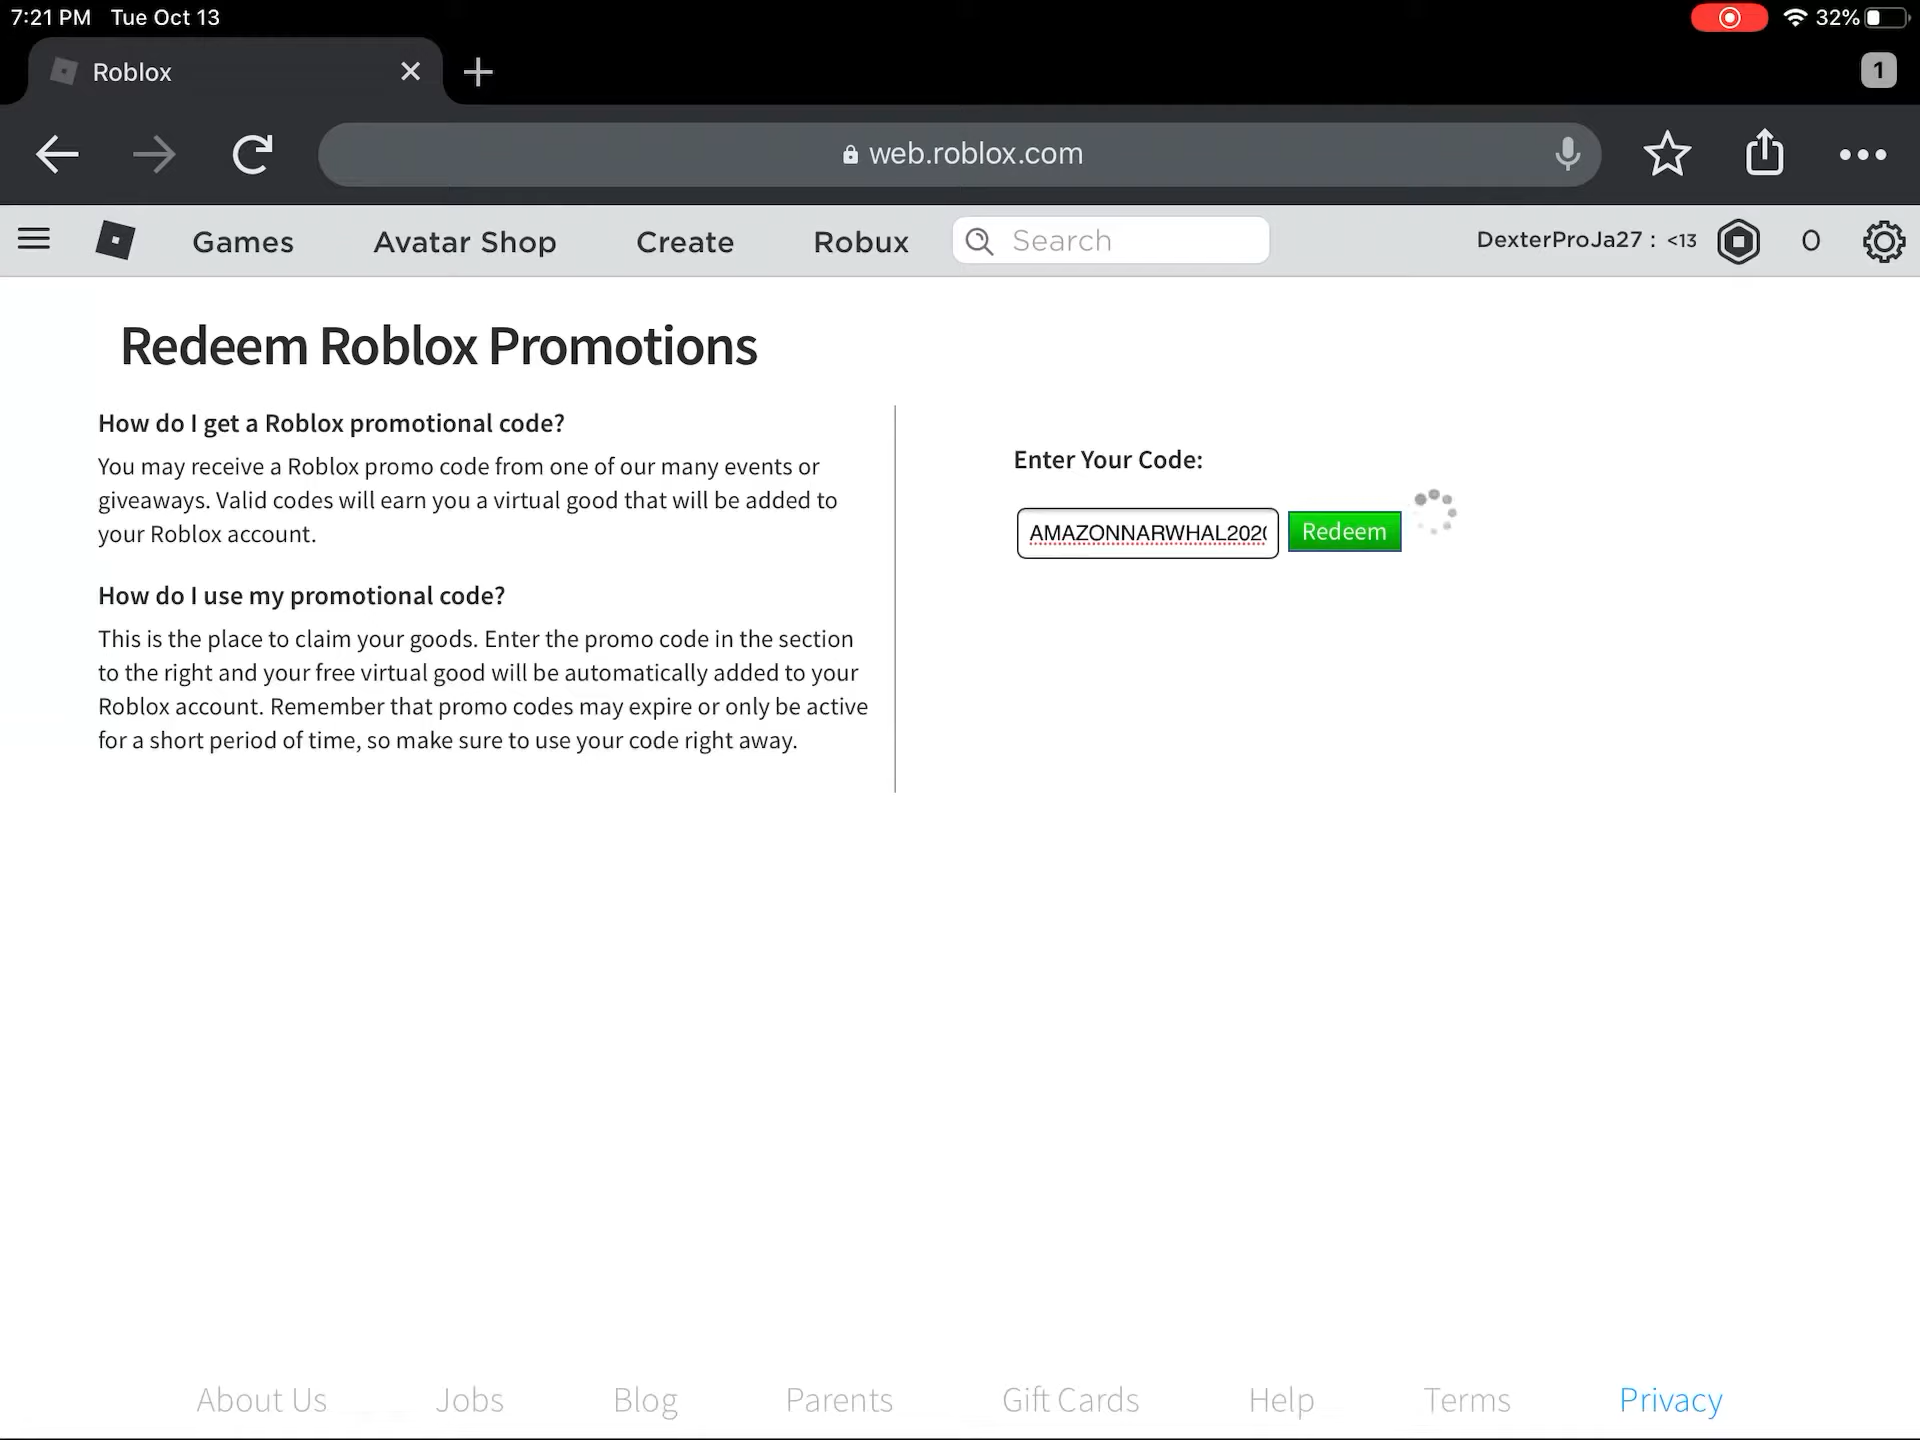 7:21 PM Tue Oct 13
32%
Roblox
1
web.roblox.com
Games Avatar Shop Create Robux Search DexterProJa27 : <13 0
Redeem Roblox Promotions
How do I get a Roblox promotional code?
You may receive a Roblox promo code from one of our many events or
giveaways. Valid codes will earn you a virtual good that will be added to
your Roblox account.
How do I use my promotional code?
This is the place to claim your goods. Enter the promo code in the section
to the right and your free virtual good will be automatically added to your
Roblox account. Remember that promo codes may expire or only be active
for a short period of time, so make sure to use your code right away.
Enter Your Code:
AMAZONNARWHAL2020
Redeem
About Us Jobs Blog Parents Gift Cards Help Terms Privacy